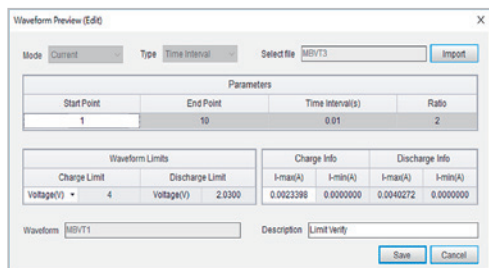 Waveform Preview (Edit) X
Mode Current Type Time Interval Select file MBVT3 Import
Parameters
Start Point End Point Time Interval(s) Ratio
1 10 0.01 2
Waveform Limits Charge Info Discharge Info
Charge Limit Discharge Limit I-max(A) I-min(A) I-max(A) I-min(A)
Voltage(V) 4 Voltage(V) 2.0300 0.0023398 0.0000000 0.0040272 0.0000000
Waveform MBVT1 Description Limit Verify
Save Cancel